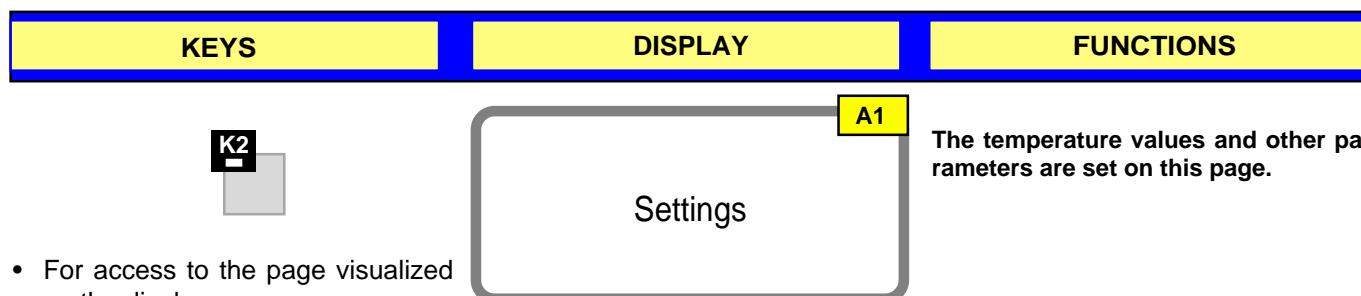 KEYS DISPLAY FUNCTIONS
K2
• For access to the page visualized
A1
Settings
The temperature values and other pa
rameters are set on this page.